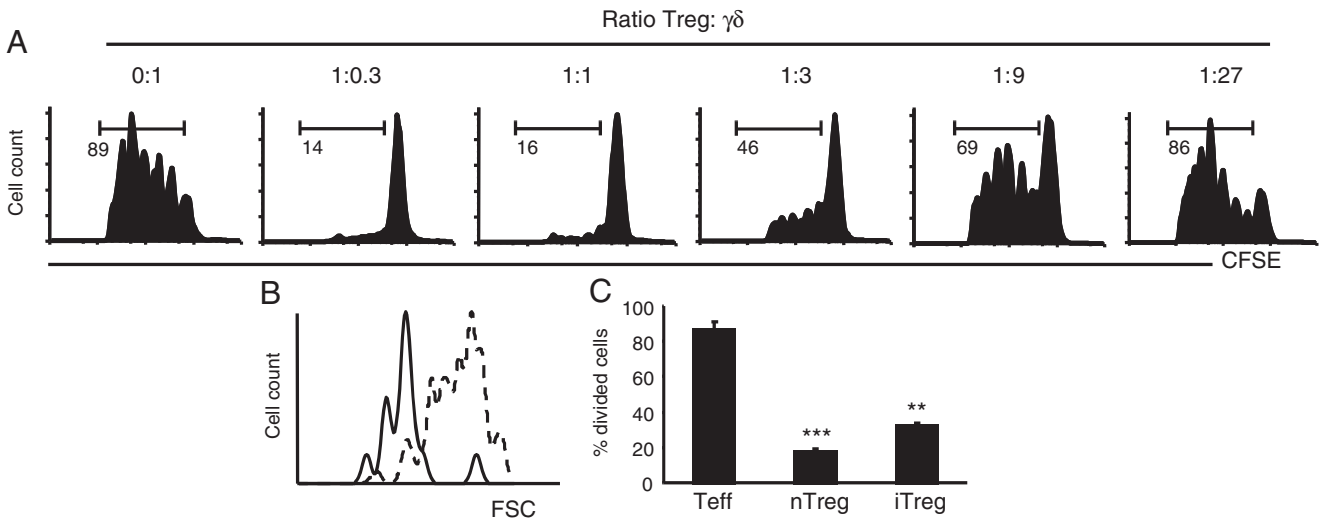 Ratio Treg: γδ
A
0:1 1:0.3 1:1 1:3 1:9 1:27
Cell count
89 14 16 46 69 86
CFSE
B
Cell count
FSC
C
% divided cells
100
80
60
40
20
0
*** **
Teff nTreg iTreg